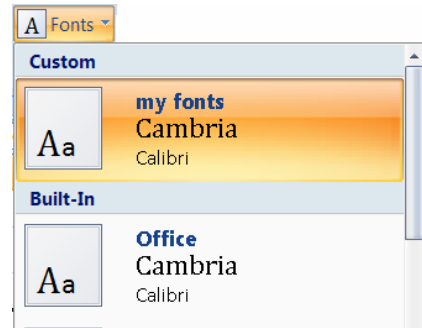 A Fonts
Custom
Aa
my fonts
Cambria
Calibri
Built-In
Aa
Office
Cambria
Calibri